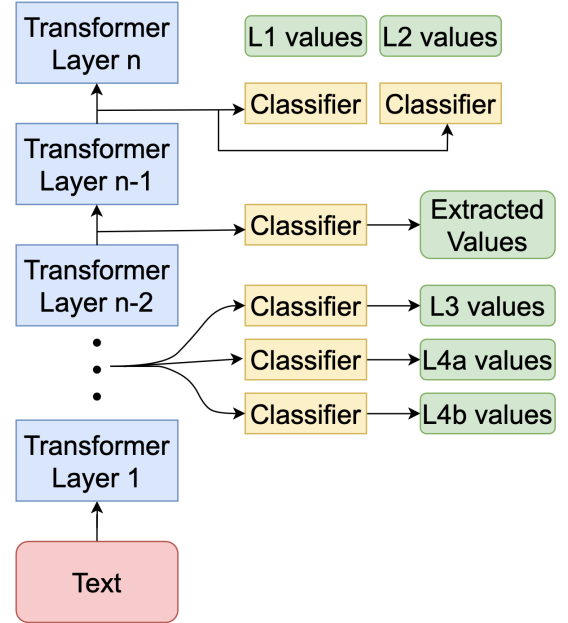 Transformer
Layer n
L1 values
L2 values
Classifier
Classifier
Transformer
Layer n-1
Classifier
Extracted
Values
Transformer
Layer n-2
Classifier
L3 values
Classifier
L4a values
Classifier
L4b values
Transformer
Layer 1
Text